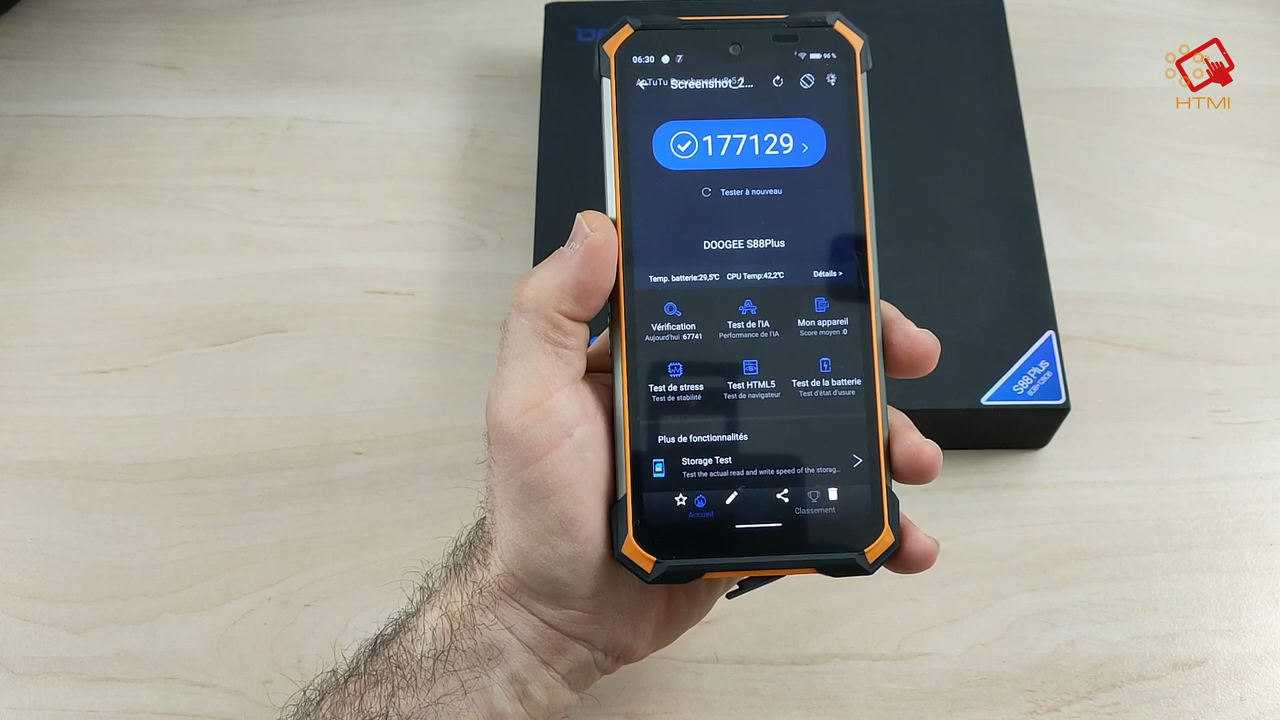 HTMI
06:30
96%
Screenshot_2...
177129 >
Tester à nouveau
DOOGEE S88Plus
Temp. batterie:29,5℃ CPU Temp:42,2℃ Détails >
Vérification
Aujourd'hui :67741
Test de l'IA
Performance de l'IA
Mon appareil
Score moyen :0
Test de stress
Test de stabilité
Test HTML5
Test de navigateur
Test de la batterie
Test d'état d'usure
Plus de fonctionnalités
Storage Test
Test the actual read and write speed of the storag...
Accueil
Classement
S88 Plus